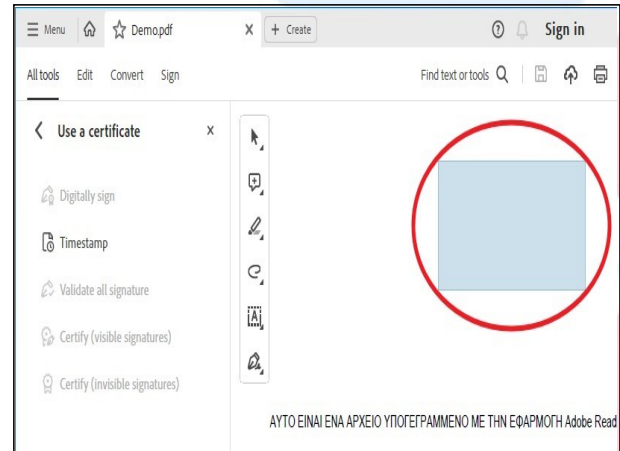 Menu Demo.pdf x + Create Sign in
All tools Edit Convert Sign Find text or tools
Use a certificate x
Digitally sign
Timestamp
Validate all signature
Certify (visible signatures)
Certify (invisible signatures)
ΑΥΤΟ ΕΙΝΑΙ ΕΝΑ ΑΡΧΕΙΟ ΥΠΟΓΕΓΡΑΜΜΕΝΟ ΜΕ ΤΗΝ ΕΦΑΡΜΟΓΗ Adobe Read